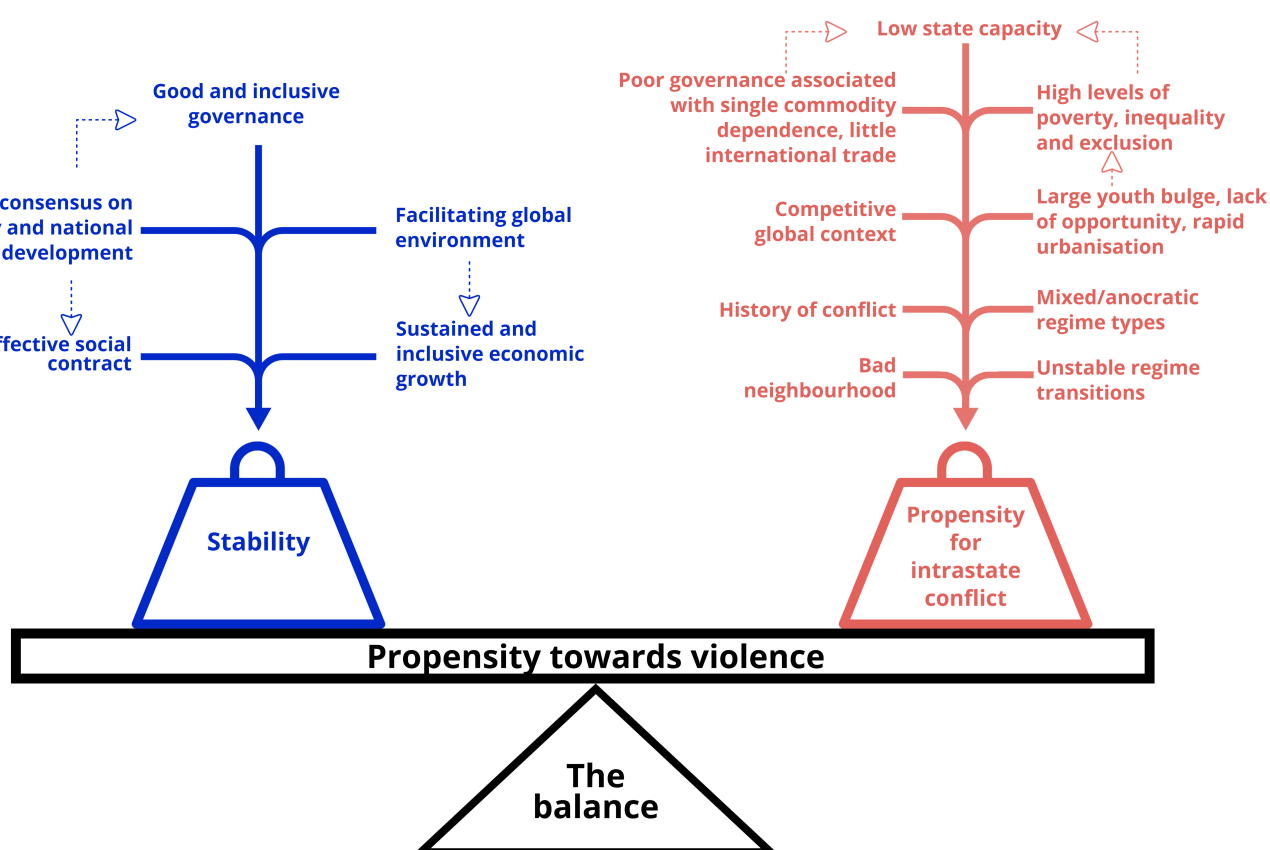 Good and inclusive
governance
consensus on
and national
development
social
contract
Facilitating global
environment
Sustained and
inclusive economic
growth
Stability
Low state capacity
Poor governance associated
with single commodity
dependence, little
international trade
Competitive
global context
History of conflict
Bad
neighbourhood
High levels of
poverty, inequality
and exclusion
Large youth bulge, lack
of opportunity, rapid
urbanisation
Mixed/anocratic
regime types
Unstable regime
transitions
Propensity
for
intrastate
conflict
Propensity towards violence
The
balance